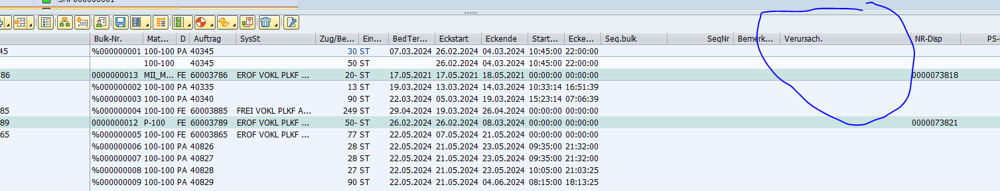 Bulk-Nr. Mat... D Auftrag SysSt Zug/Be... Ein... BedTer... Eckstart Eckende Start... Ecke... Seq.bulk SeqNr Bemerk... Verursach. NR-Disp PS-
45 %000000001 100-100 PA 40345 30 ST 07.03.2024 26.02.2024 04.03.2024 10:45:00 22:00:00
100-100 40345 50 ST 26.02.2024 04.03.2024 10:45:00 22:00:00
786 0000000013 MII_M... FE 60003786 EROF VOKL PLKF ... 20- ST 17.05.2021 17.05.2021 18.05.2021 00:00:00 00:00:00 0000073818
%000000002 100-100 PA 40335 13 ST 19.03.2024 13.03.2024 14.03.2024 10:33:14 16:51:39
%000000003 100-100 PA 40340 90 ST 22.03.2024 05.03.2024 19.03.2024 15:23:14 07:06:39
85 %000000004 100-100 FE 60003885 FREI VOKL PLKF A... 249 ST 29.04.2024 19.03.2024 26.04.2024 00:00:00 00:00:00
89 0000000012 P-100 FE 60003789 EROF VOKL PLKF ... 50- ST 26.02.2024 26.02.2024 08.03.2024 00:00:00 00:00:00 0000073821
65 %000000005 100-100 FE 60003865 EROF VOKL PLKF ... 77 ST 22.05.2024 07.05.2024 21.05.2024 00:00:00 00:00:00
%000000006 100-100 PA 40826 28 ST 22.05.2024 21.05.2024 23.05.2024 09:35:00 21:32:00
%000000007 100-100 PA 40827 28 ST 22.05.2024 21.05.2024 23.05.2024 09:35:00 21:32:00
%000000008 100-100 PA 40828 27 ST 22.05.2024 21.05.2024 23.05.2024 10:05:00 21:03:25
%000000009 100-100 PA 40829 90 ST 22.05.2024 21.05.2024 04.06.2024 08:15:00 18:13:25